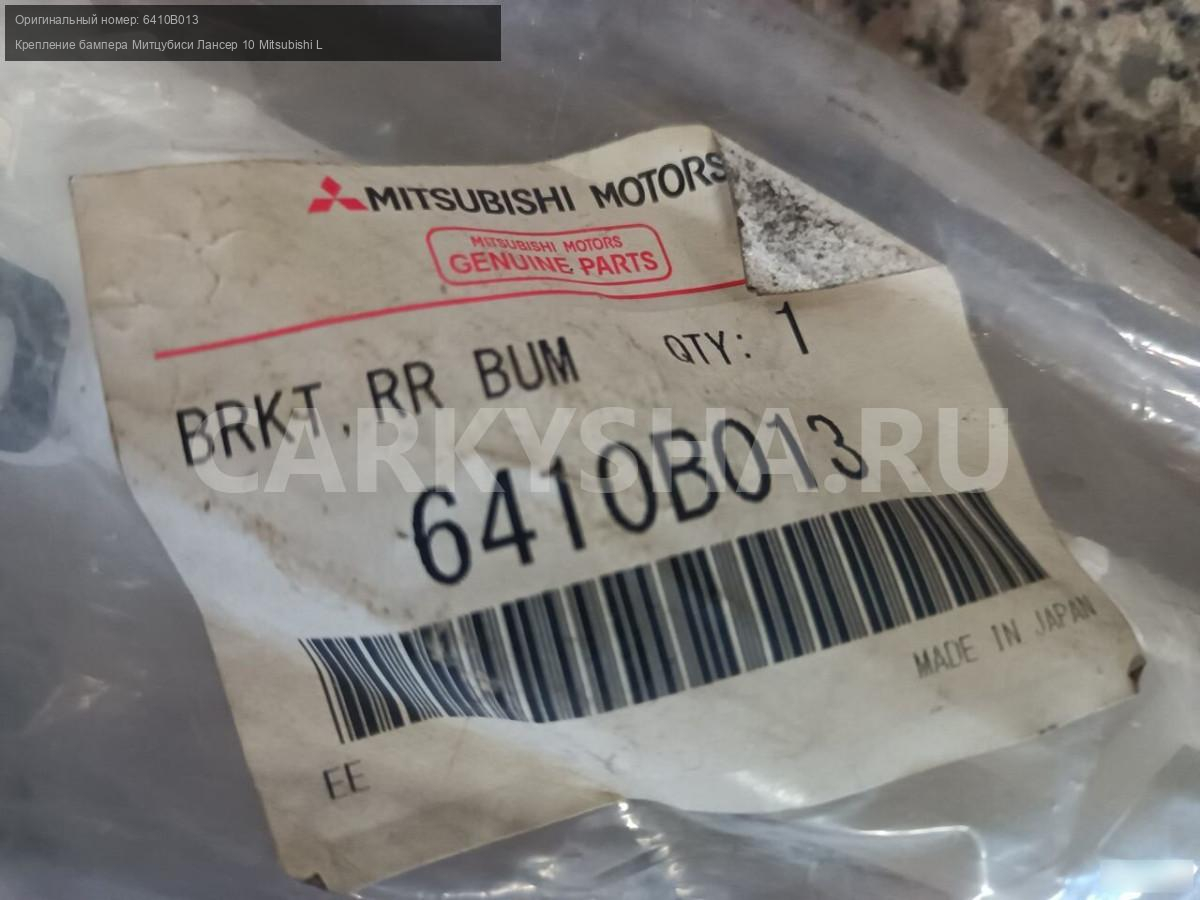 Оригинальный номер: 6410B013
Крепление бампера Митцубиси Лансер 10 Mitsubishi L
MITSUBISHI MOTORS
MITSUBISHI MOTORS
GENUINE PARTS
BRKT,RR BUM QTY: 1
CARKYSHA.RU
6410B013
MADE IN JAPAN
EE